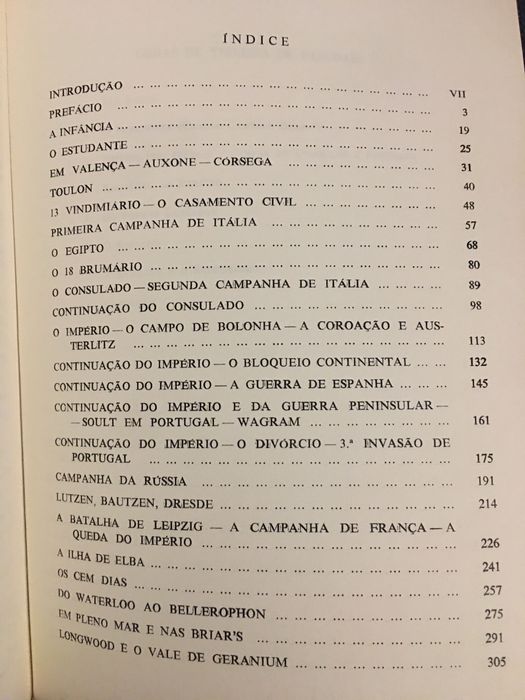 ÍNDICE
INTRODUÇÃO ... ... ... ... ... ... ... ... ... ... ... ... ... ... ... VII
PREFÁCIO ... ... ... ... ... ... ... ... ... ... ... ... ... ... ... 3
A INFÂNCIA ... ... ... ... ... ... ... ... ... ... ... ... ... ... ... 19
O ESTUDANTE ... ... ... ... ... ... ... ... ... ... ... ... ... ... 25
EM VALENÇA — AUXONE — CÓRSEGA ... ... ... ... ... ... ... 31
TOULON ... ... ... ... ... ... ... ... ... ... ... ... ... ... ... ... 40
13 VINDIMIÁRIO — O CASAMENTO CIVIL ... ... ... ... ... ... 48
PRIMEIRA CAMPANHA DE ITÁLIA ... ... ... ... ... ... ... ... 57
O EGIPTO ... ... ... ... ... ... ... ... ... ... ... ... ... ... ... 68
O 18 BRUMÁRIO ... ... ... ... ... ... ... ... ... ... ... ... ... ... 80
O CONSULADO — SEGUNDA CAMPANHA DE ITÁLIA ... ... ... 89
CONTINUAÇÃO DO CONSULADO ... ... ... ... ... ... ... ... ... 98
O IMPÉRIO — O CAMPO DE BOLONHA — A COROAÇÃO E AUS-
TERLITZ ... ... ... ... ... ... ... ... ... ... ... ... ... ... ... 113
CONTINUAÇÃO DO IMPÉRIO — O BLOQUEIO CONTINENTAL ... ... 132
CONTINUAÇÃO DO IMPÉRIO — A GUERRA DE ESPANHA ... ... ... 145
CONTINUAÇÃO DO IMPÉRIO E DA GUERRA PENINSULAR —
— SOULT EM PORTUGAL — WAGRAM ... ... ... ... ... ... ... 161
CONTINUAÇÃO DO IMPÉRIO — O DIVÓRCIO — 3.ª INVASÃO DE
PORTUGAL ... ... ... ... ... ... ... ... ... ... ... ... ... 175
CAMPANHA DA RÚSSIA ... ... ... ... ... ... ... ... ... ... ... ... 191
LUTZEN, BAUTZEN, DRESDE ... ... ... ... ... ... ... ... ... ... ... 214
A BATALHA DE LEIPZIG — A CAMPANHA DE FRANÇA — A
QUEDA DO IMPÉRIO ... ... ... ... ... ... ... ... ... ... ... 226
A ILHA DE ELBA ... ... ... ... ... ... ... ... ... ... ... ... ... ... 241
OS CEM DIAS ... ... ... ... ... ... ... ... ... ... ... ... ... ... ... 257
DO WATERLOO AO BELLEROPHON ... ... ... ... ... ... ... ... 275
EM PLENO MAR E NAS BRIAR'S ... ... ... ... ... ... ... ... ... 291
LONGWOOD E O VALE DE GERANIUM ... ... ... ... ... ... ... 305